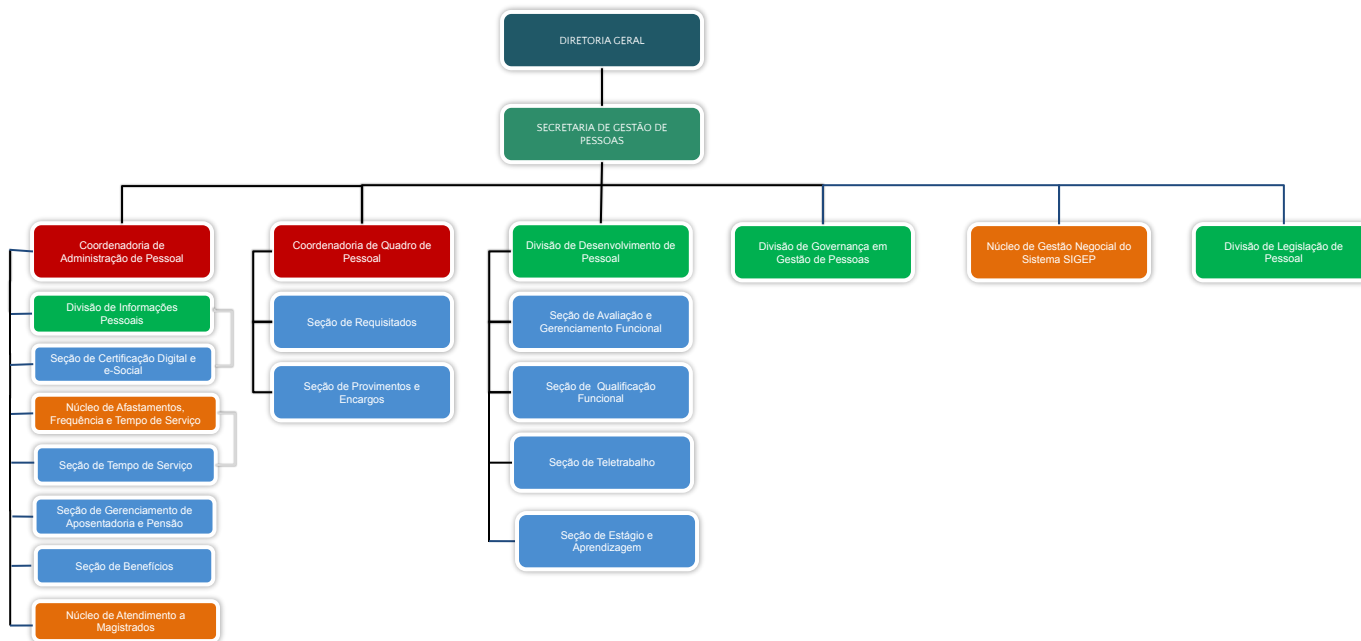 DIRETORIA GERAL
SECRETARIA DE GESTÃO DE
PESSOAS
Coordenadoria de
Administração de Pessoal
Divisão de Informações
Pessoais
Seção de Certificação Digital e
e-Social
Núcleo de Afastamentos,
Frequência e Tempo de Serviço
Seção de Tempo de Serviço
Seção de Gerenciamento de
Aposentadoria e Pensão
Seção de Benefícios
Núcleo de Atendimento a
Magistrados
Coordenadoria de Quadro de
Pessoal
Seção de Requisitados
Seção de Provimentos e
Encargos
Divisão de Desenvolvimento de
Pessoal
Seção de Avaliação e
Gerenciamento Funcional
Seção de Qualificação
Funcional
Seção de Teletrabalho
Seção de Estágio e
Aprendizagem
Divisão de Governança em
Gestão de Pessoas
Núcleo de Gestão Negocial do
Sistema SIGEP
Divisão de Legislação de
Pessoal